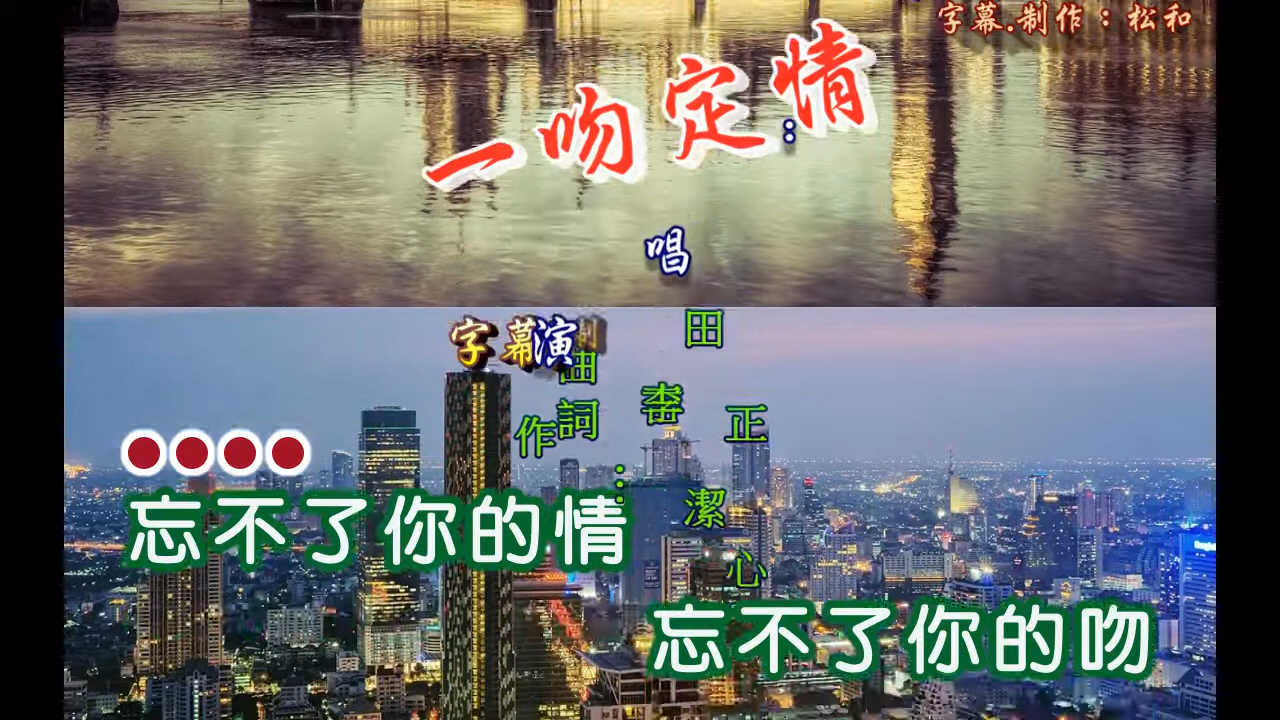 字幕.制作：松和
一吻定情
：
唱
字幕演
田
曲
作詞：
正
潔
心
忘不了你的情
忘不了你的吻